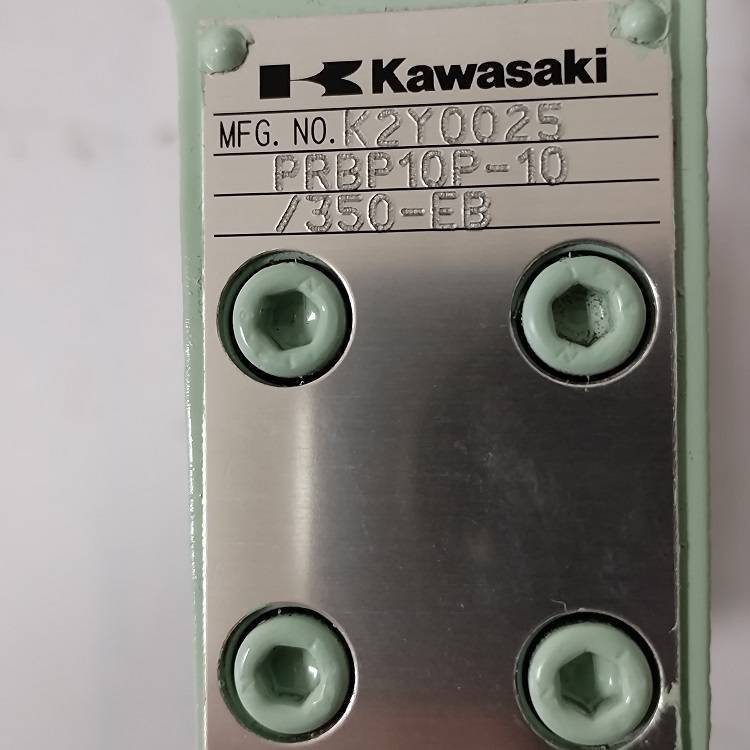 Kawasaki
MFG. NO. K2Y0025
PRBP10P-10
/350-EB